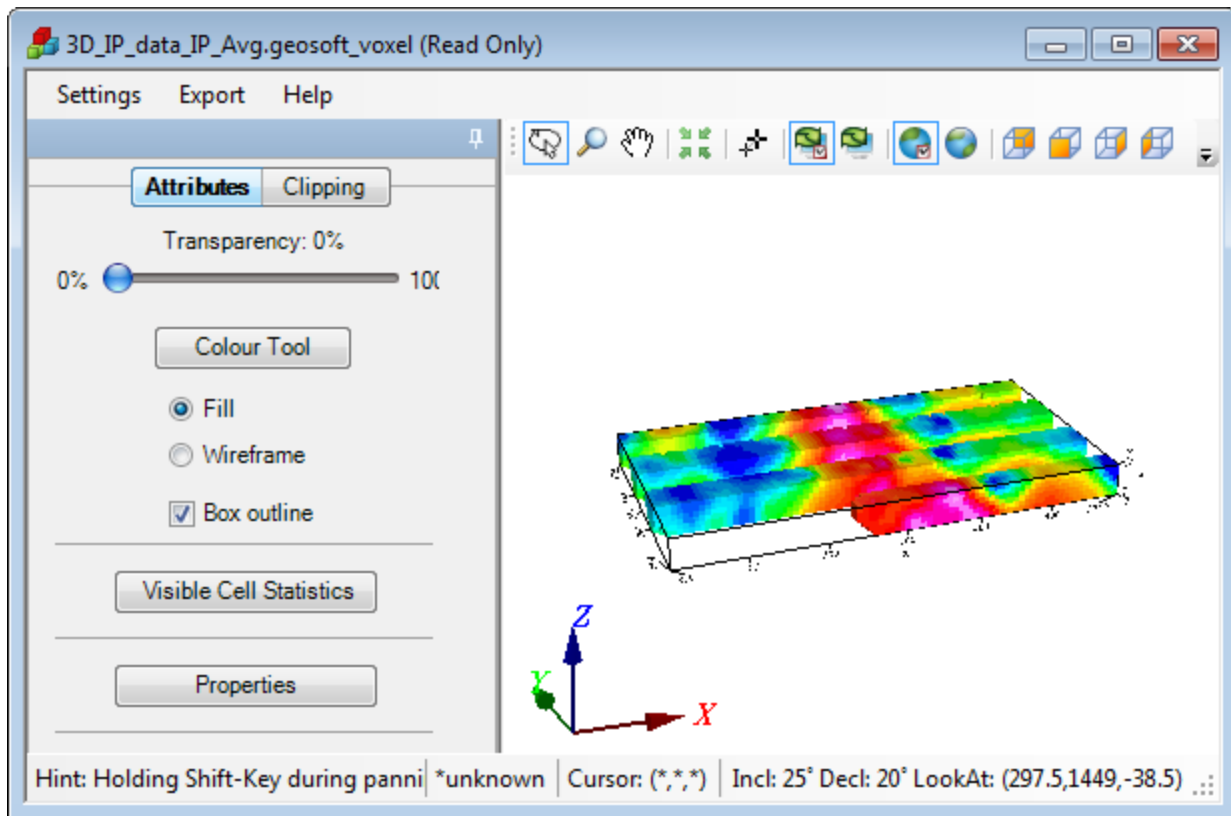 3D_IP_data_IP_Avg.geosoft_voxel (Read Only)
Settings Export Help
Attributes Clipping
Transparency: 0%
0% 10(
Colour Tool
Fill
Wireframe
Box outline
Visible Cell Statistics
Properties
Z
Y
X
Hint: Holding Shift-Key during panni *unknown Cursor: (*,*,*) Incl: 25° Decl: 20° LookAt: (297.5,1449,-38.5)